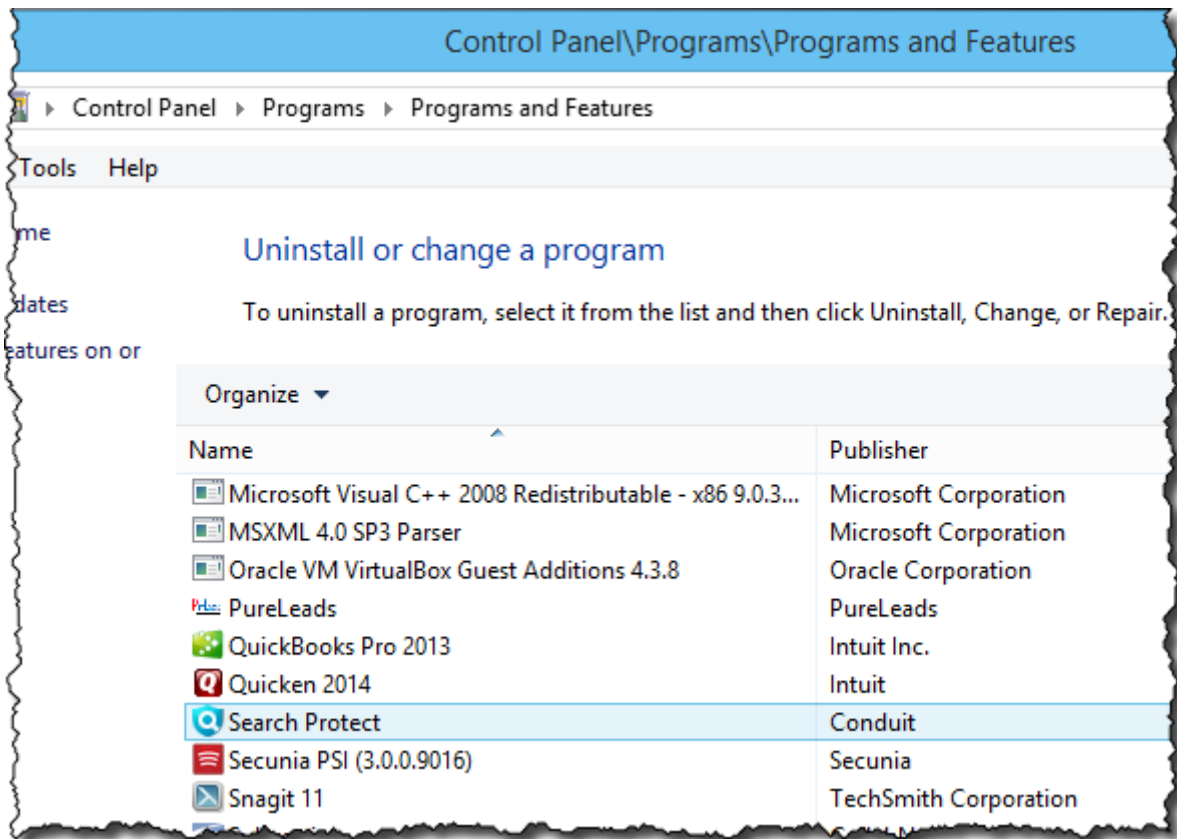 Control Panel\Programs\Programs and Features
Control Panel Programs Programs and Features
Tools Help
me
Uninstall or change a program
dates
To uninstall a program, select it from the list and then click Uninstall, Change, or Repair.
eatures on or
Organize
Name Publisher
Microsoft Visual C++ 2008 Redistributable - x86 9.0.3... Microsoft Corporation
MSXML 4.0 SP3 Parser Microsoft Corporation
Oracle VM VirtualBox Guest Additions 4.3.8 Oracle Corporation
PureLeads PureLeads
QuickBooks Pro 2013 Intuit Inc.
Quicken 2014 Intuit
Search Protect Conduit
Secunia PSI (3.0.0.9016) Secunia
Snagit 11 TechSmith Corporation